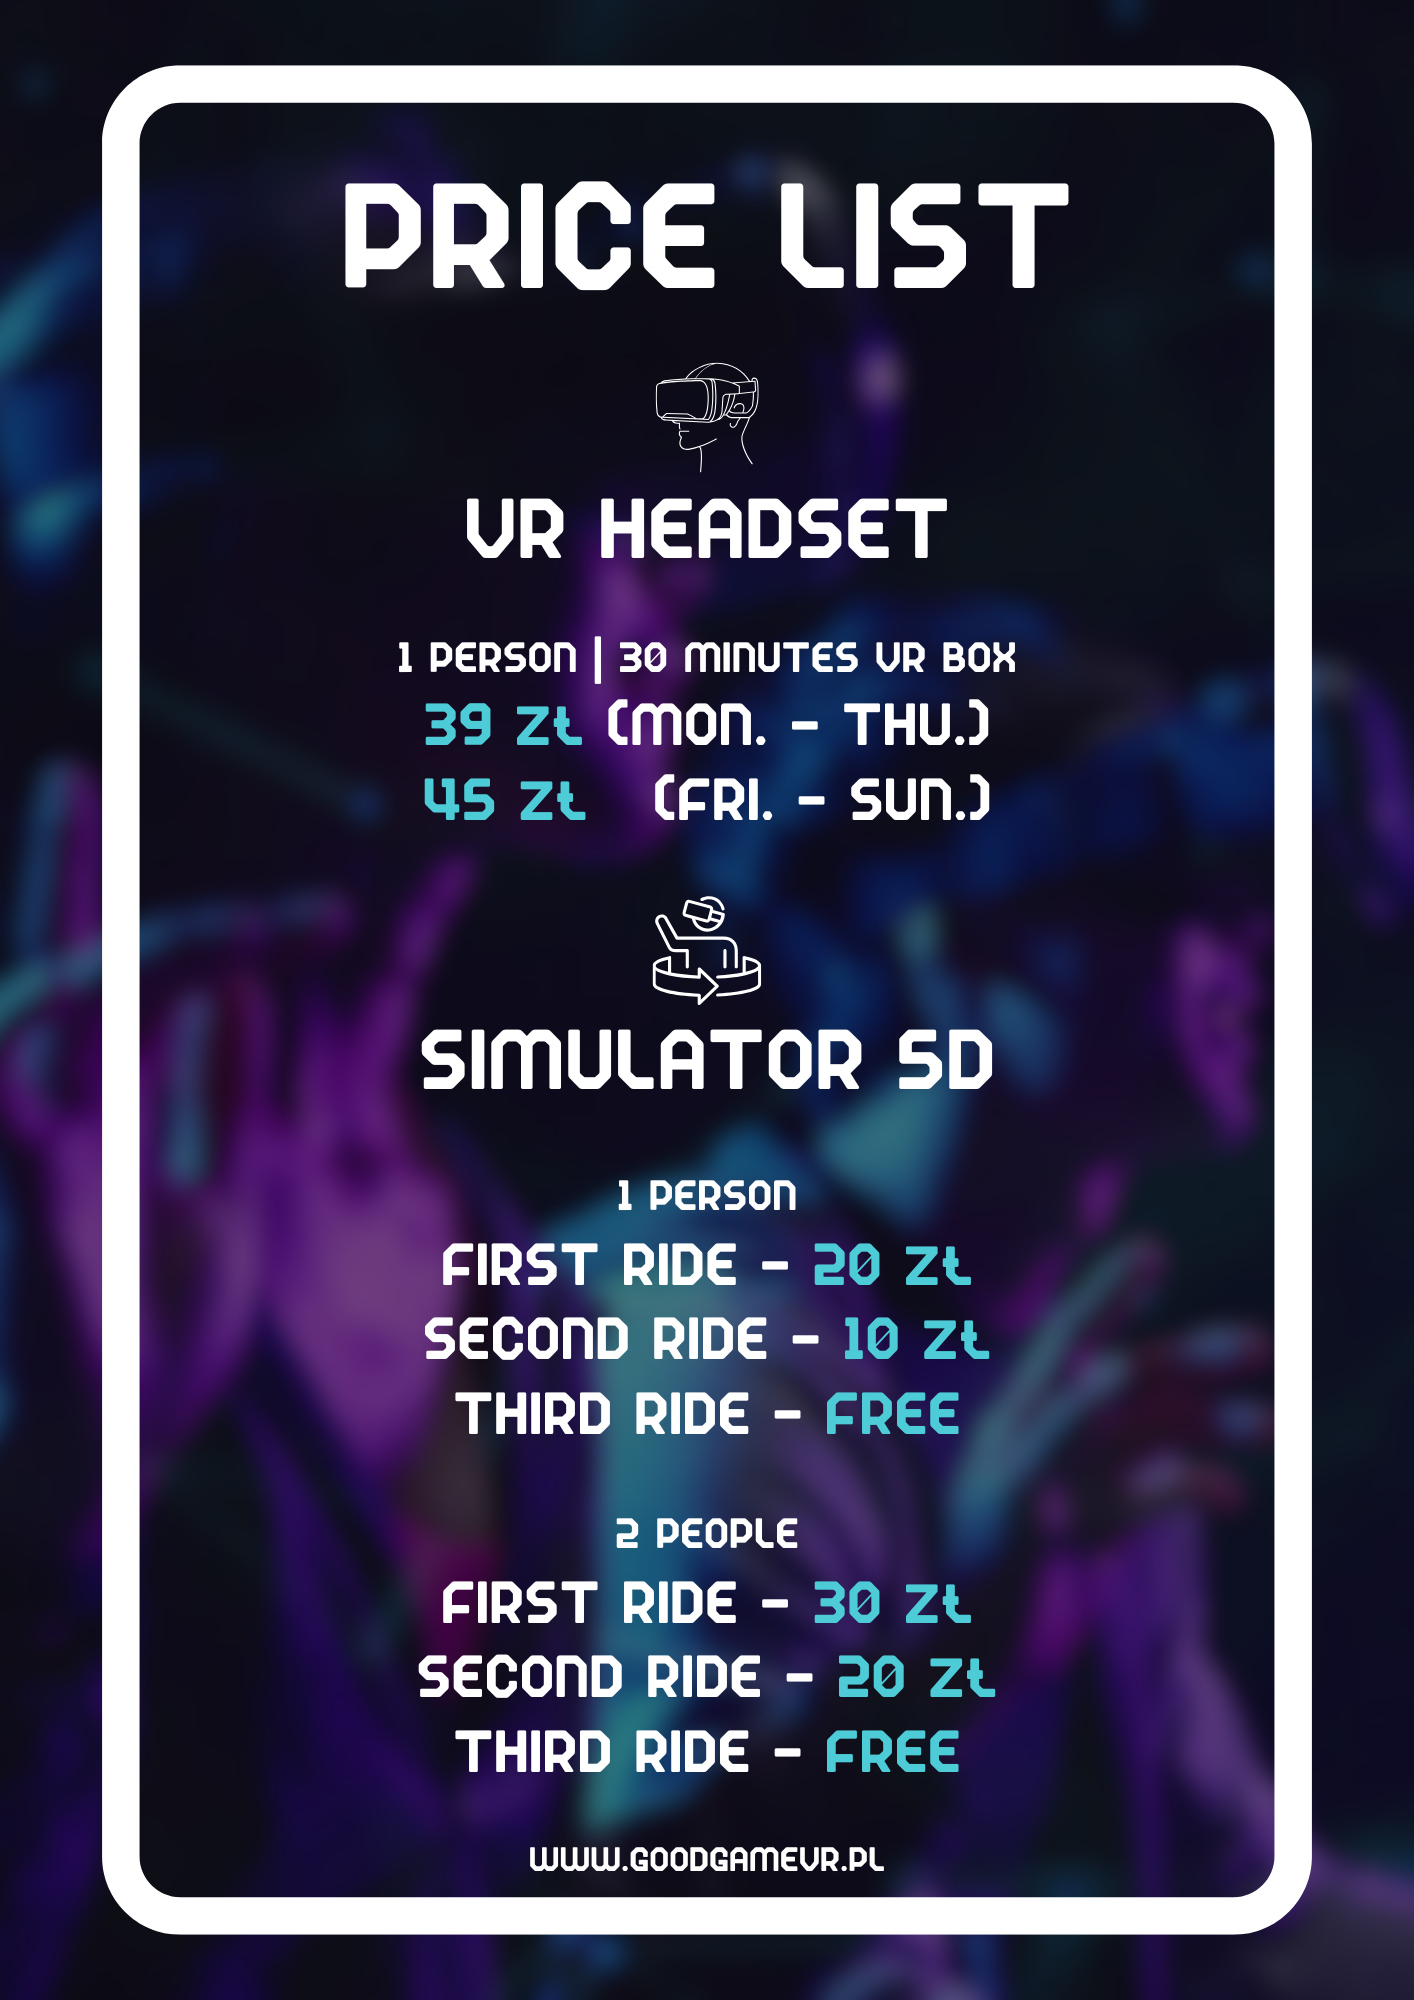 PRICE LIST
VR HEADSET
1 PERSON | 30 MINUTES VR BOX
39 ZŁ (MON. - THU.)
45 ZŁ (FRI. - SUN.)
SIMULATOR 5D
1 PERSON
FIRST RIDE - 20 ZŁ
SECOND RIDE - 10 ZŁ
THIRD RIDE - FREE
2 PEOPLE
FIRST RIDE - 30 ZŁ
SECOND RIDE - 20 ZŁ
THIRD RIDE - FREE
WWW.GOODGAMEVR.PL